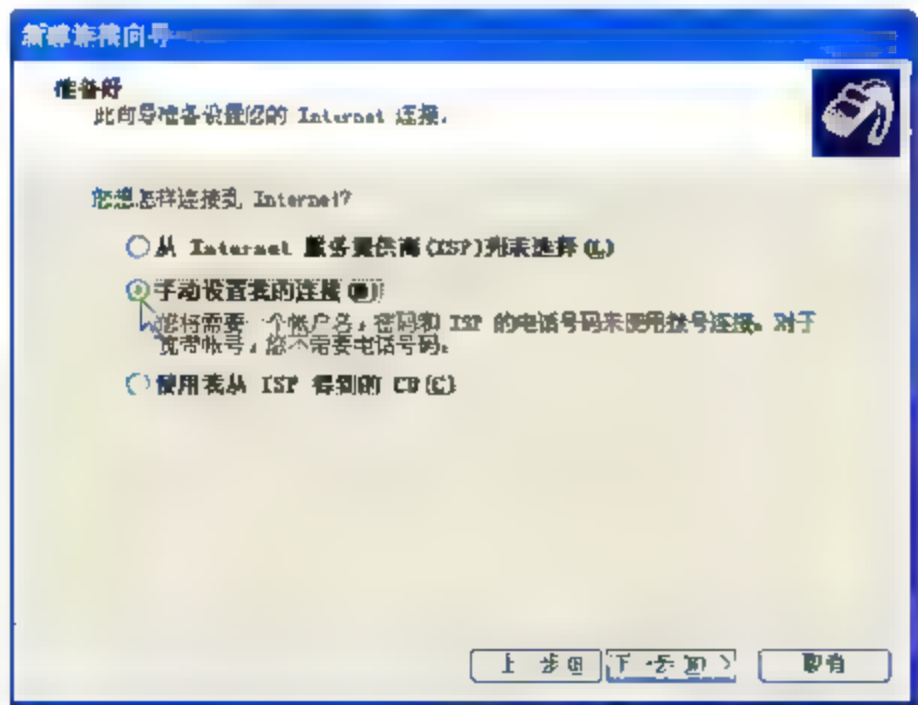 新建连接向导
准备好
此向导准备设置您的 Internet 连接。
您想怎样连接到 Internet?
从 Internet 服务提供商(ISP)列表选择(L)
手动设置我的连接(M)
您将需要一个帐户名，密码和 ISP 的电话号码来使用拨号连接。对于
宽带帐号，您不需要电话号码。
使用我从 ISP 得到的 CD(C)
上一步(B)
下一步(N) >
取消